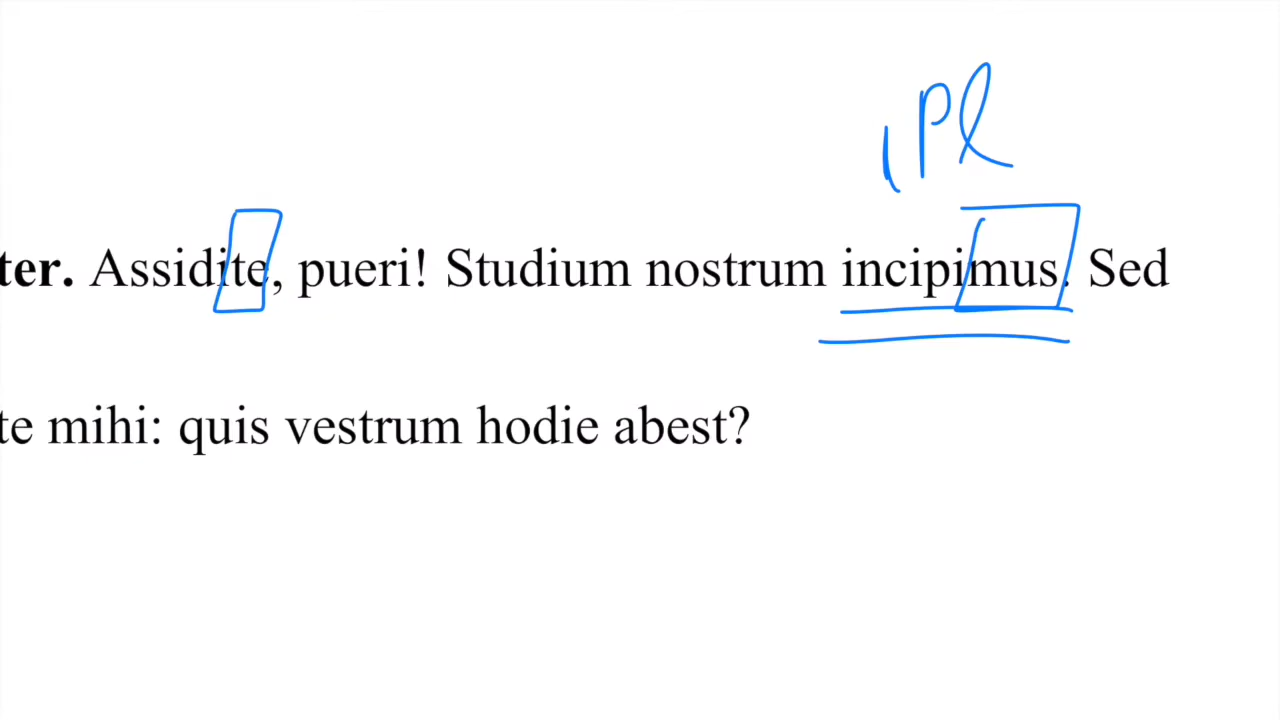 1Pl
ter. Assidite, pueri! Studium nostrum incipimus. Sed
te mihi: quis vestrum hodie abest?